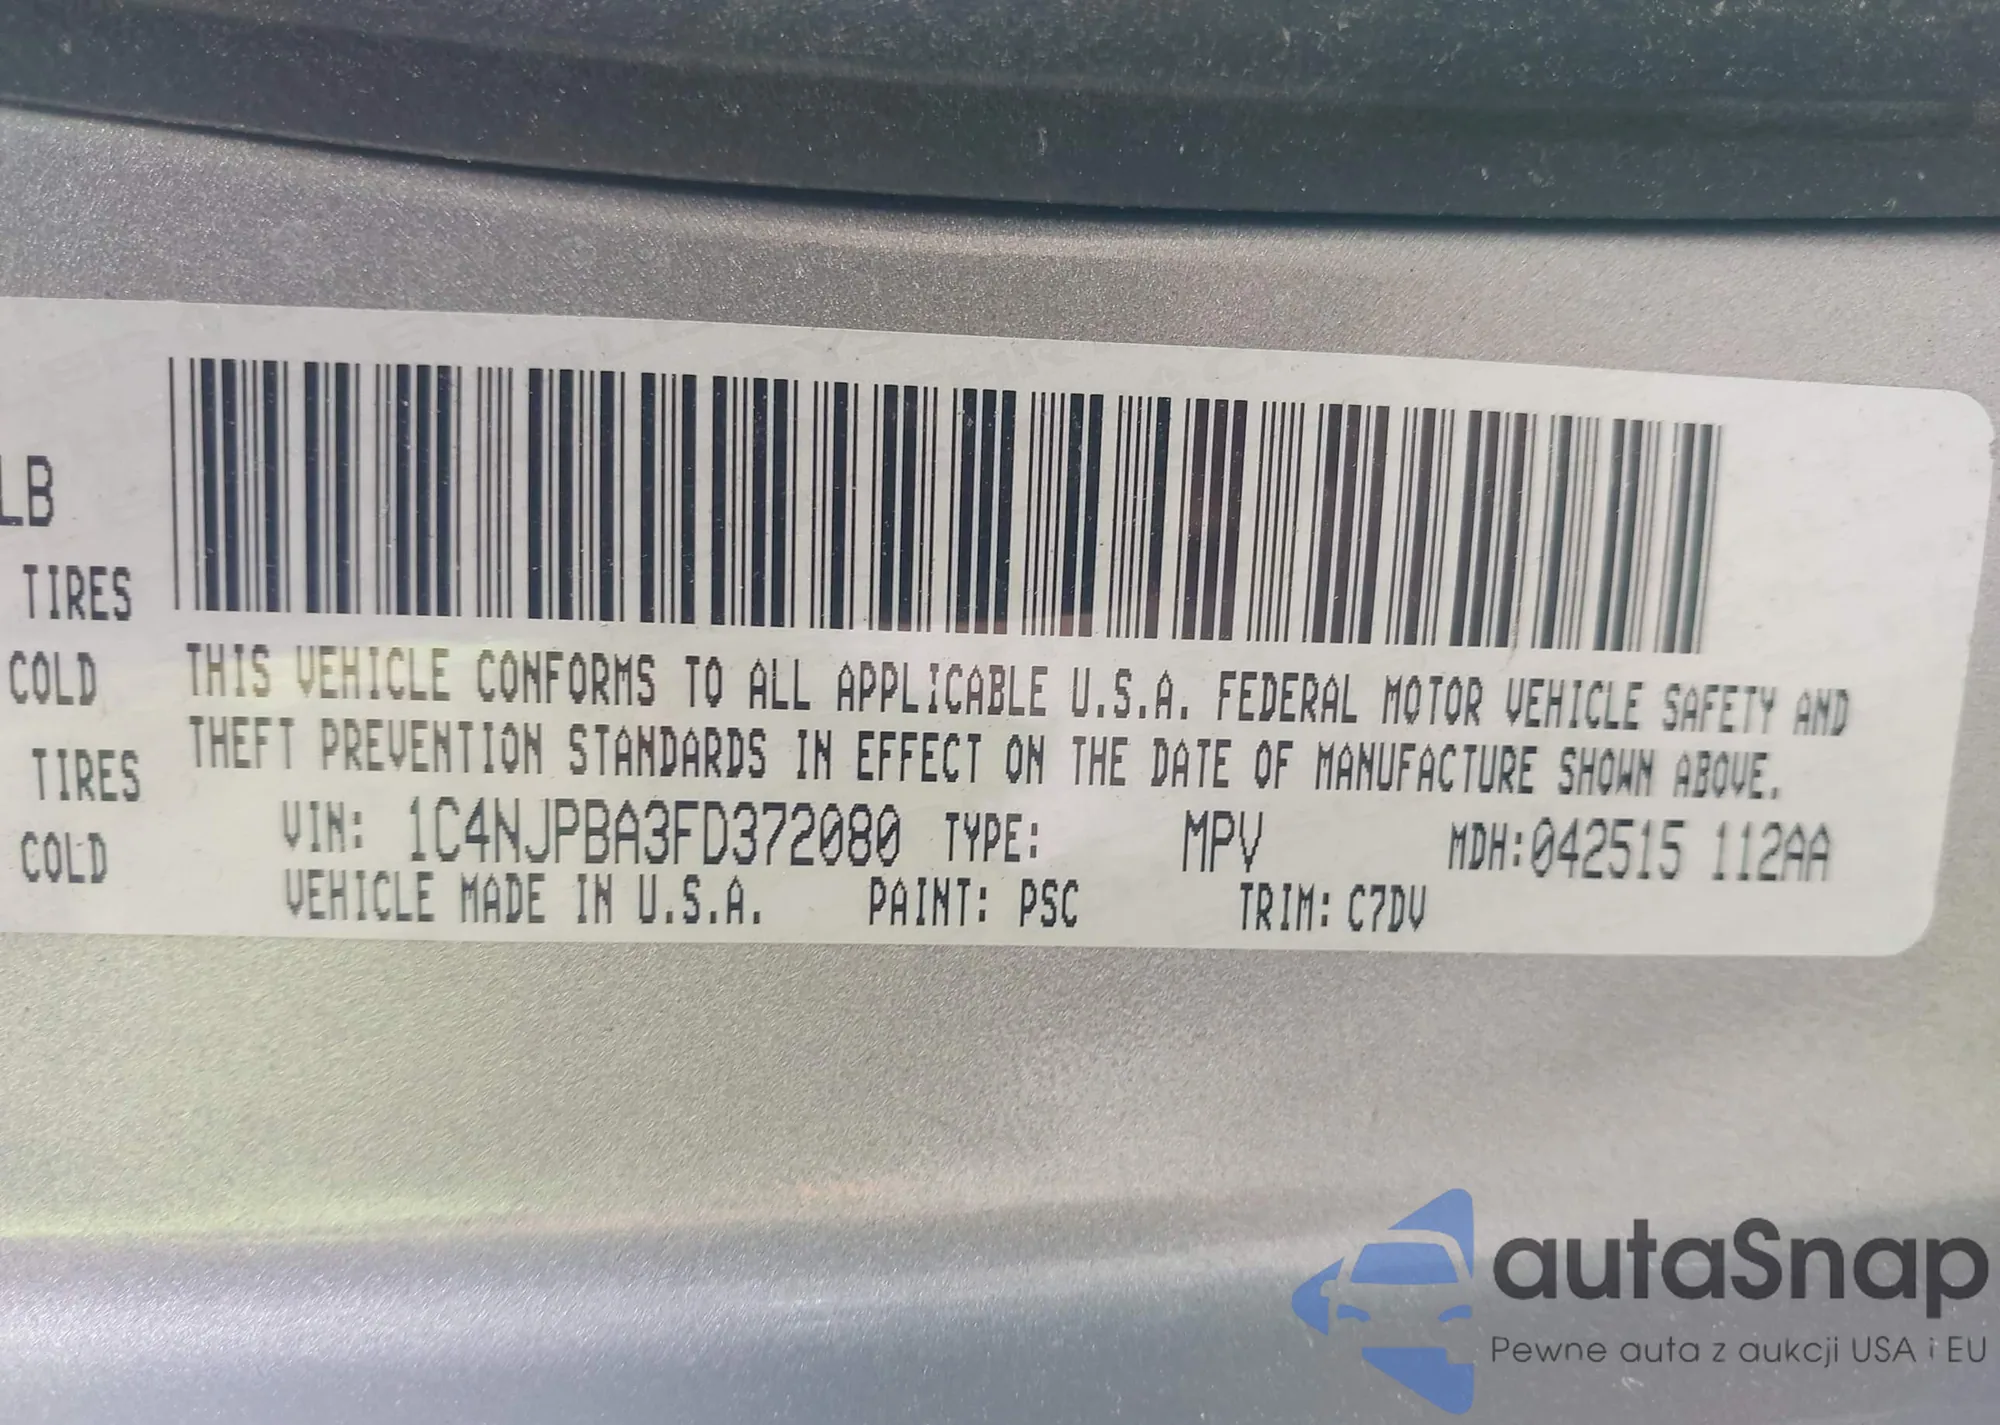 LB
TIRES
COLD
TIRES
COLD
THIS VEHICLE CONFORMS TO ALL APPLICABLE U.S.A. FEDERAL MOTOR VEHICLE SAFETY AND
THEFT PREVENTION STANDARDS IN EFFECT ON THE DATE OF MANUFACTURE SHOWN ABOVE.
VIN: 1C4NJPBA3FD372080 TYPE: MPV MDH:042515 112AA
VEHICLE MADE IN U.S.A. PAINT: PSC TRIM: C7DV
autaSnap
Pewne auta z aukcji USA i EU